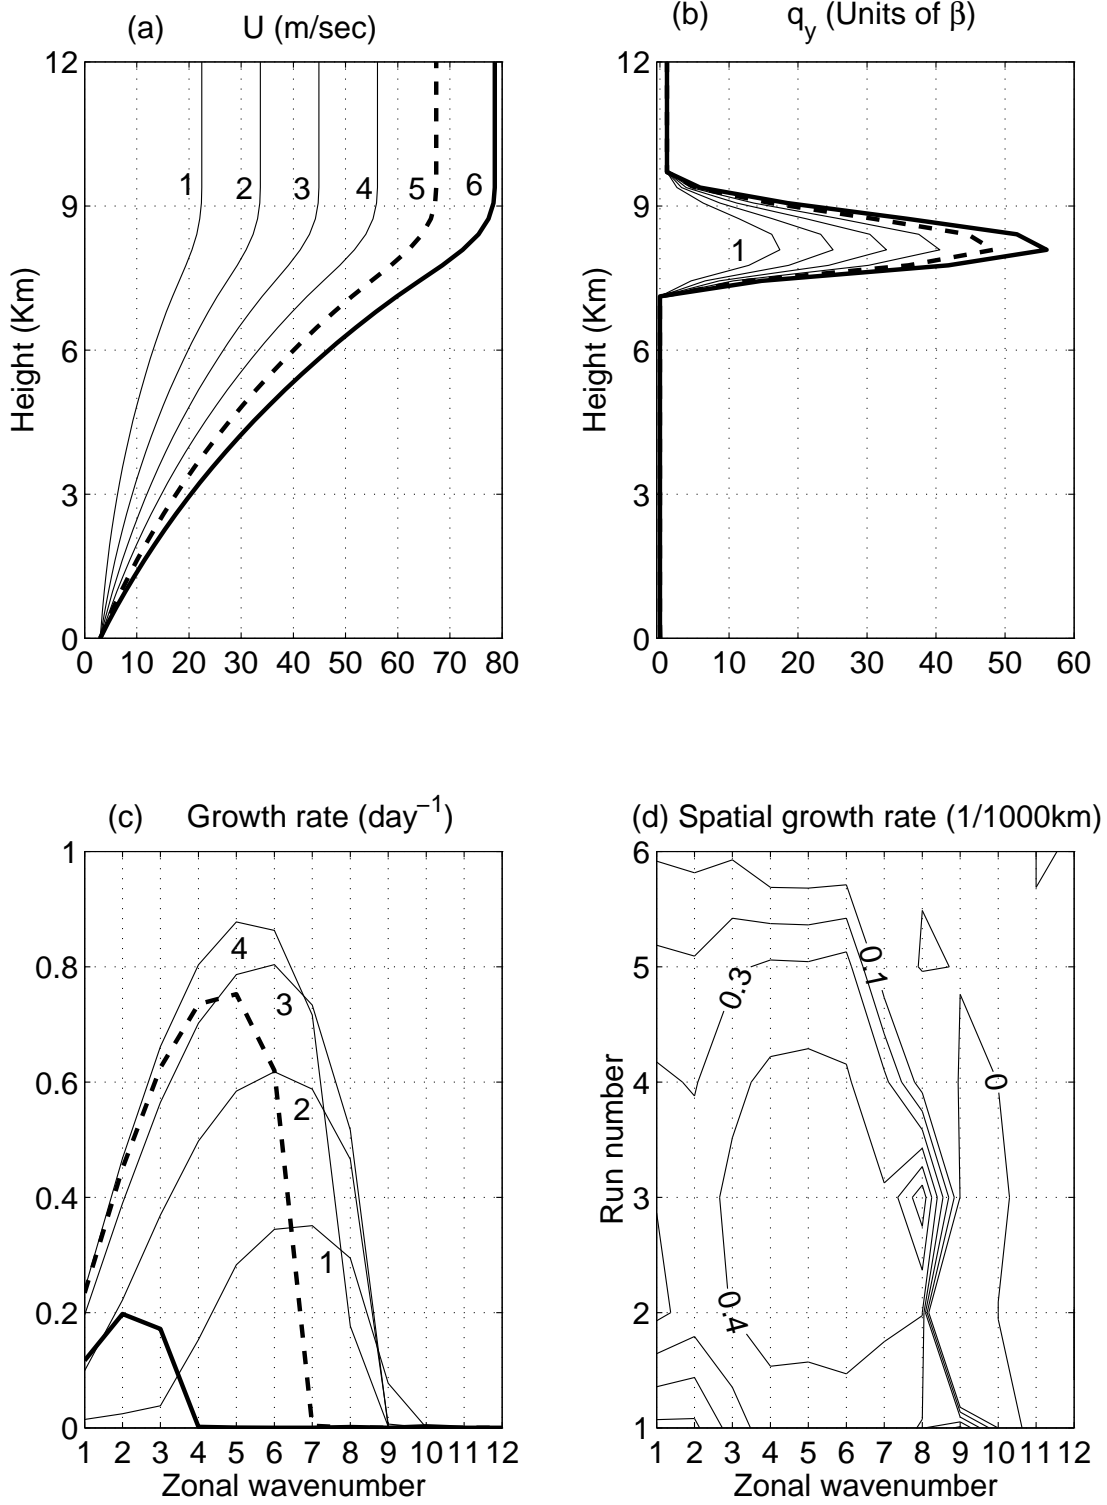 (a) U (m/sec)
12
9
6
3
0
Height (Km)
1 2 3 4 5 6
0 10 20 30 40 50 60 70 80
(b) q_y (Units of β)
12
9
6
3
0
Height (Km)
1
0 10 20 30 40 50 60
(c) Growth rate (day⁻¹)
1
0.8
0.6
0.4
0.2
0
4
3
2
1
1 2 3 4 5 6 7 8 9 10 11 12
Zonal wavenumber
(d) Spatial growth rate (1/1000km)
6
5
4
3
2
1
Run number
0.1
0.3
0
0.4
1 2 3 4 5 6 7 8 9 10 11 12
Zonal wavenumber